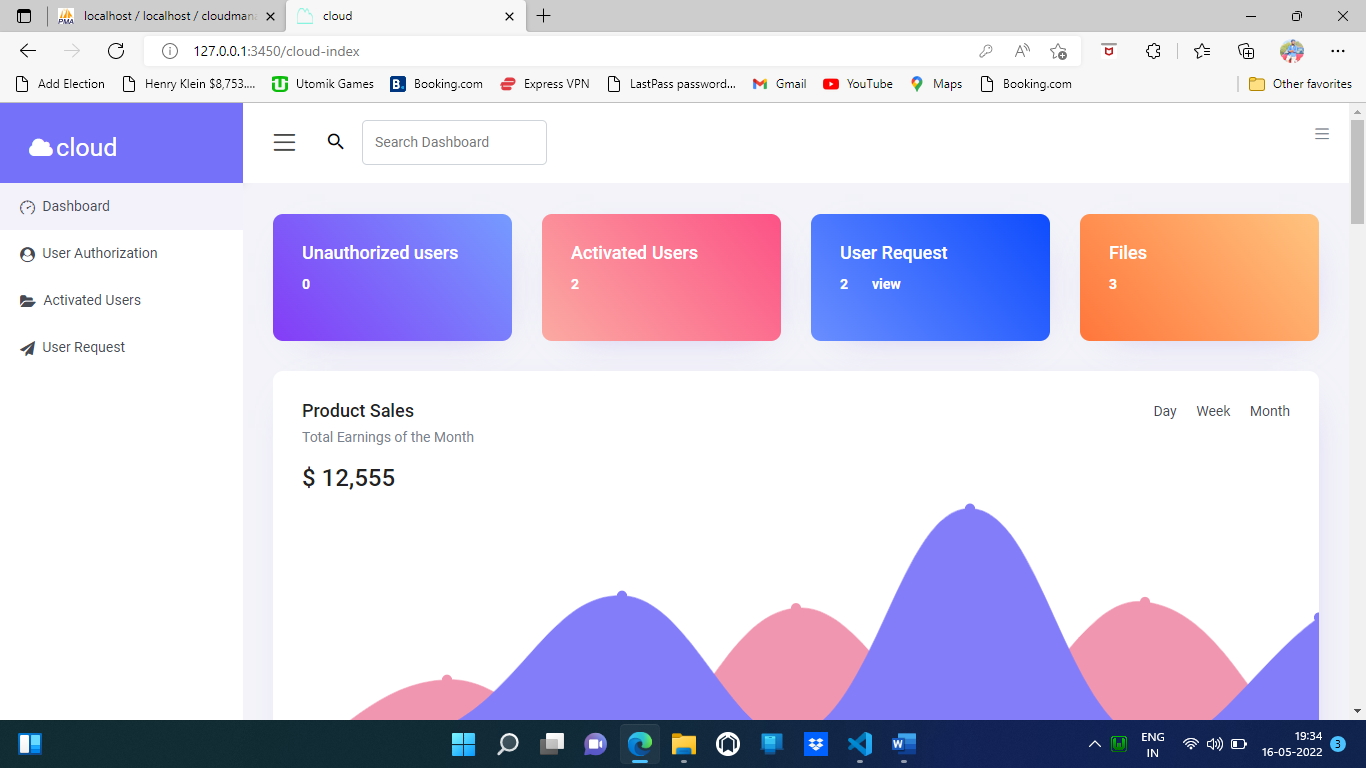 PMA localhost / localhost / cloudmana
cloud
127.0.0.1:3450/cloud-index
Add Election
Henry Klein $8,753....
Utomik Games
B. Booking.com
Express VPN
LastPass password...
Gmail
YouTube
Maps
Booking.com
Other favorites
cloud
Search Dashboard
Dashboard
User Authorization
Activated Users
User Request
Unauthorized users
0
Activated Users
2
User Request
2 view
Files
3
Product Sales
Day Week Month
Total Earnings of the Month
$ 12,555
ENG
IN
19:34
16-05-2022
3